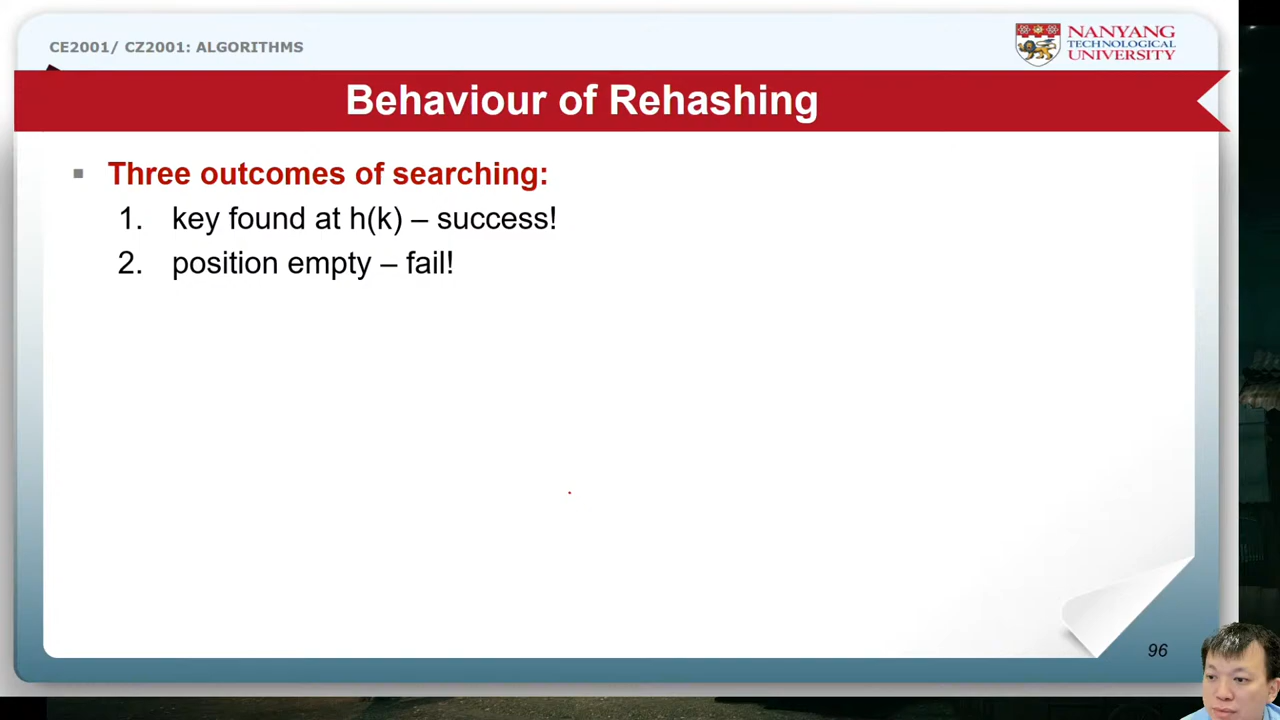 CE2001/ CZ2001: ALGORITHMS
NANYANG
TECHNOLOGICAL
UNIVERSITY
Behaviour of Rehashing
Three outcomes of searching:
1. key found at h(k) – success!
2. position empty – fail!
96